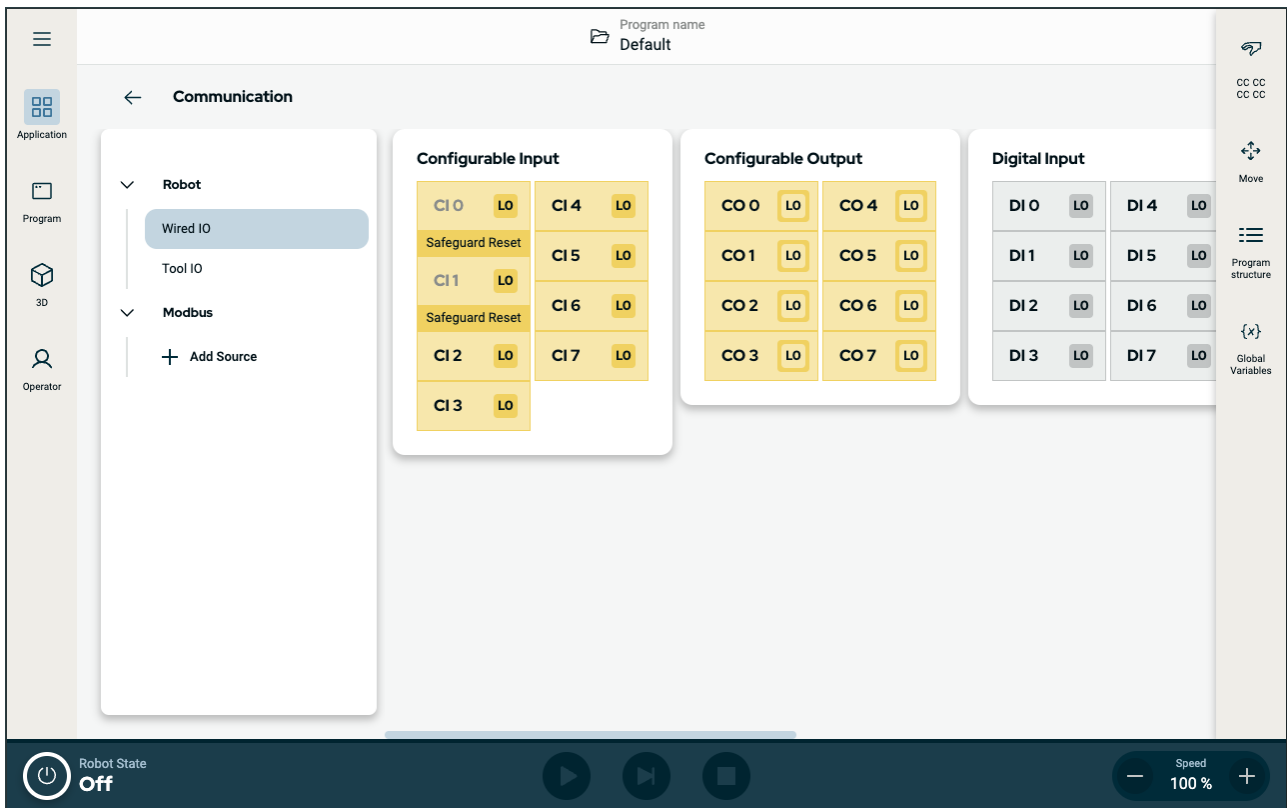 Program name
Default
Application
Program
3D
Operator
Communication
Robot
Wired IO
Tool IO
Modbus
Add Source
Configurable Input
CI 0 LO CI 4 LO
Safeguard Reset
CI 5 LO
CI 1 LO
CI 6 LO
Safeguard Reset
CI 2 LO CI 7 LO
CI 3 LO
Configurable Output
CO 0 LO CO 4 LO
CO 1 LO CO 5 LO
CO 2 LO CO 6 LO
CO 3 LO CO 7 LO
Digital Input
DI 0 LO DI 4 LO
DI 1 LO DI 5 LO
DI 2 LO DI 6 LO
DI 3 LO DI 7 LO
CC CC
CC CC
Move
Program
structure
{x}
Global
Variables
Robot State
Off
Speed
100 %